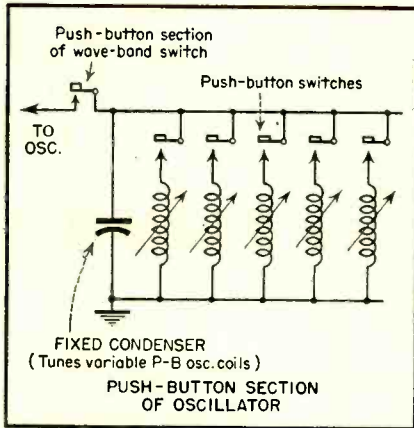 Push-button section
of wave-band switch
Push-button switches
TO
OSC.
FIXED CONDENSER
(Tunes variable P-B osc. coils)
PUSH-BUTTON SECTION
OF OSCILLATOR